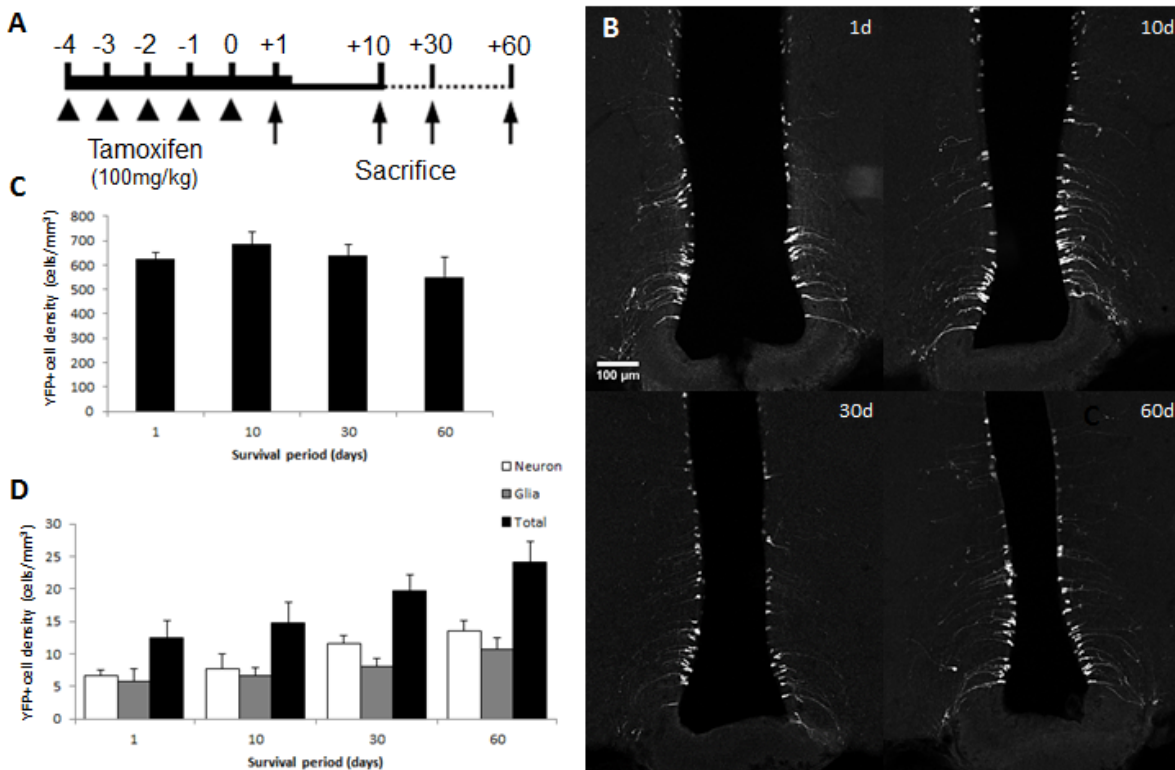 A
-4 -3 -2 -1 0 +1 +10 +30 +60
Tamoxifen
(100mg/kg)
Sacrifice
B
1d
10d
100 µm
30d
C
60d
C
YFP+ cell density (cells/mm³)
800
700
600
500
400
300
200
100
0
1 10 30 60
Survival period (days)
D
Neuron
Glia
Total
YFP+ cell density (cells/mm³)
30
25
20
15
10
5
0
1 10 30 60
Survival period (days)